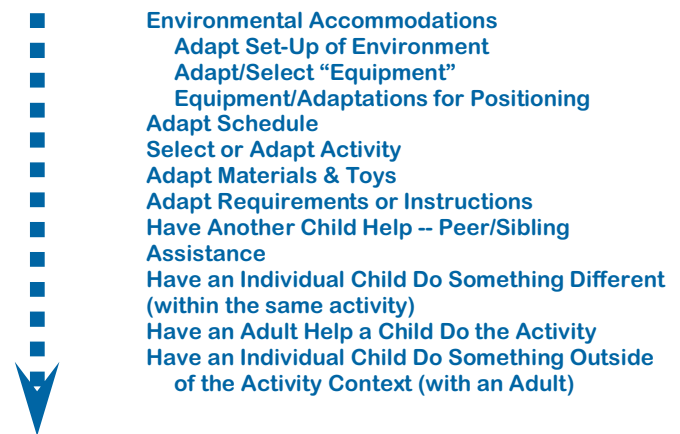 Environmental Accommodations
Adapt Set-Up of Environment
Adapt/Select “Equipment”
Equipment/Adaptations for Positioning
Adapt Schedule
Select or Adapt Activity
Adapt Materials & Toys
Adapt Requirements or Instructions
Have Another Child Help -- Peer/Sibling
Assistance
Have an Individual Child Do Something Different
(within the same activity)
Have an Adult Help a Child Do the Activity
Have an Individual Child Do Something Outside
of the Activity Context (with an Adult)